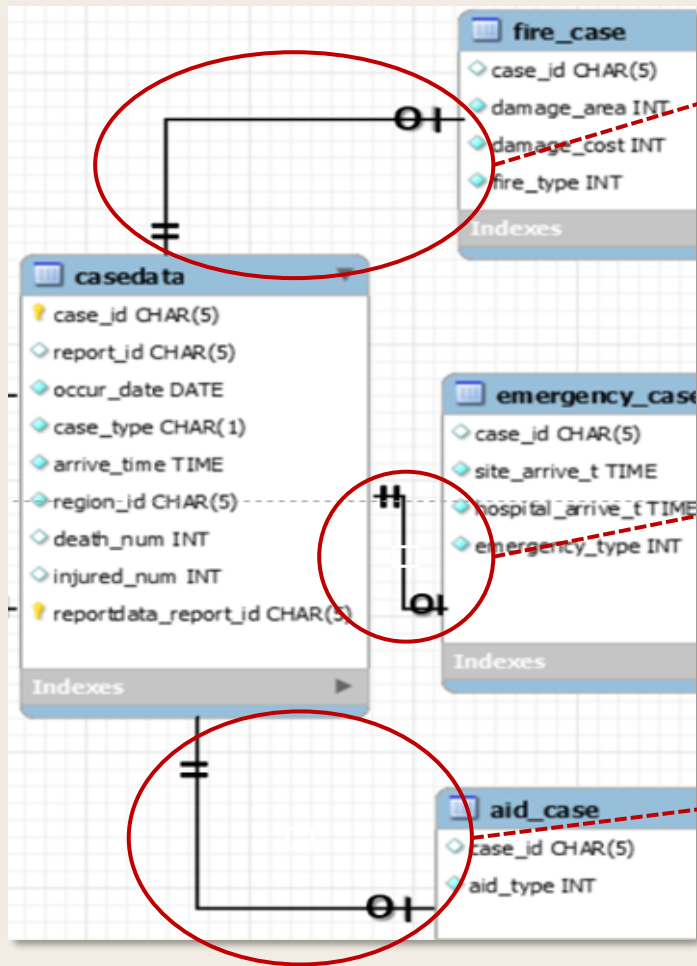 fire_case
case_id CHAR(5)
damage_area INT
damage_cost INT
fire_type INT
Indexes
casedata
case_id CHAR(5)
report_id CHAR(5)
occur_date DATE
case_type CHAR(1)
arrive_time TIME
region_id CHAR(5)
death_num INT
injured_num INT
reportdata_report_id CHAR(5)
Indexes
emergency_case
case_id CHAR(5)
site_arrive_t TIME
hospital_arrive_t TIME
emergency_type INT
Indexes
aid_case
case_id CHAR(5)
aid_type INT